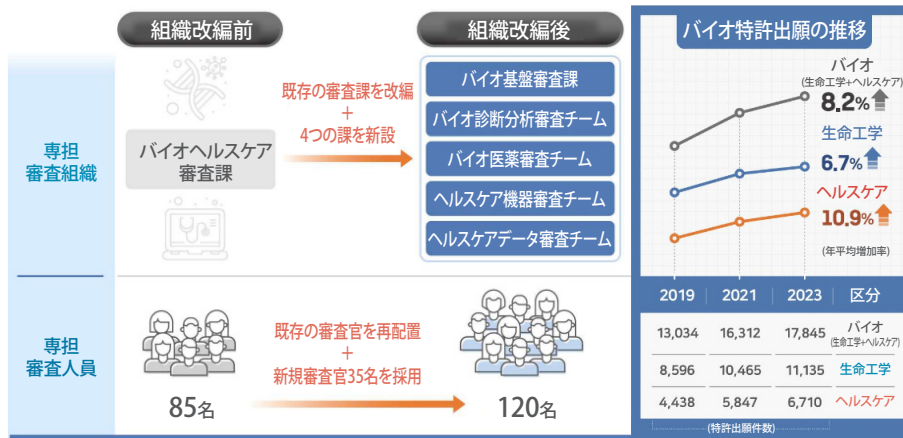 組織改編前
組織改編後
専担
審査組織
バイオヘルスケア
審査課
既存の審査課を改編
+
4つの課を新設
バイオ基盤審査課
バイオ診断分析審査チーム
バイオ医薬審査チーム
ヘルスケア機器審査チーム
ヘルスケアデータ審査チーム
専担
審査人員
85名
既存の審査官を再配置
+
新規審査官35名を採用
120名
バイオ特許出願の推移
バイオ
(生命工学+ヘルスケア)
8.2%
生命工学
6.7%
ヘルスケア
10.9%
(年平均増加率)
2019 2021 2023 区分
13,034 16,312 17,845 バイオ
(生命工学+ヘルスケア)
8,596 10,465 11,135 生命工学
4,438 5,847 6,710 ヘルスケア
(特許出願件数)